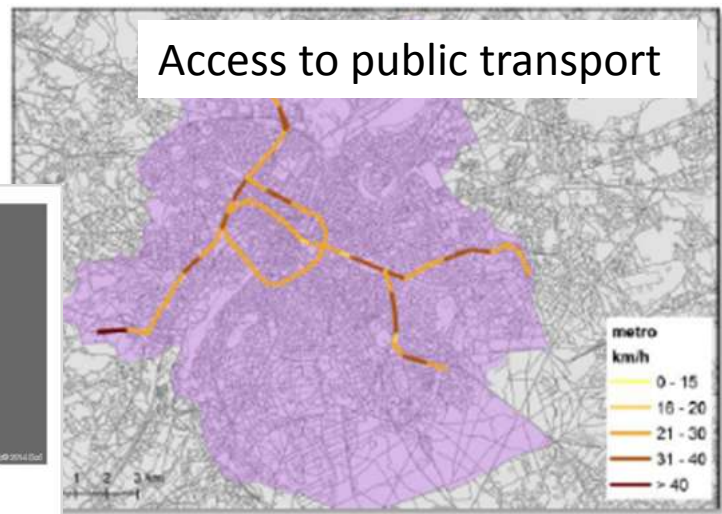 Access to public transport
metro
km/h
0 - 15
16 - 20
21 - 30
31 - 40
> 40
1 2 3 km